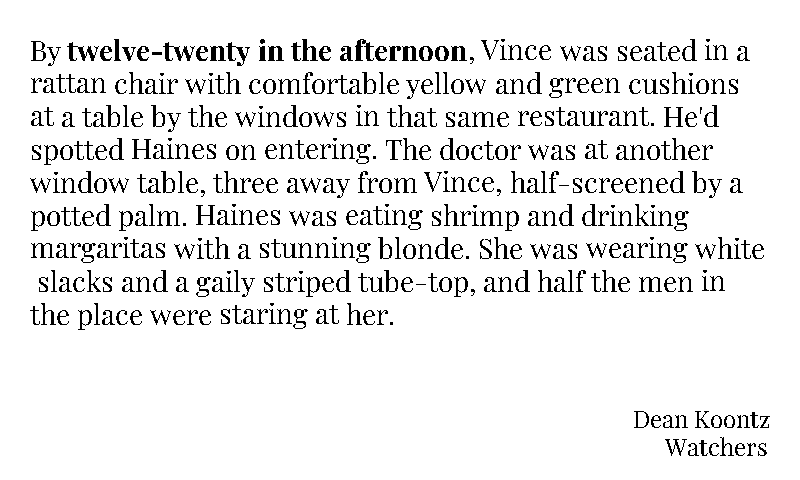 By twelve-twenty in the afternoon, Vince was seated in a
rattan chair with comfortable yellow and green cushions
at a table by the windows in that same restaurant. He'd
spotted Haines on entering. The doctor was at another
window table, three away from Vince, half-screened by a
potted palm. Haines was eating shrimp and drinking
margaritas with a stunning blonde. She was wearing white
slacks and a gaily striped tube-top, and half the men in
the place were staring at her.
Dean Koontz
Watchers